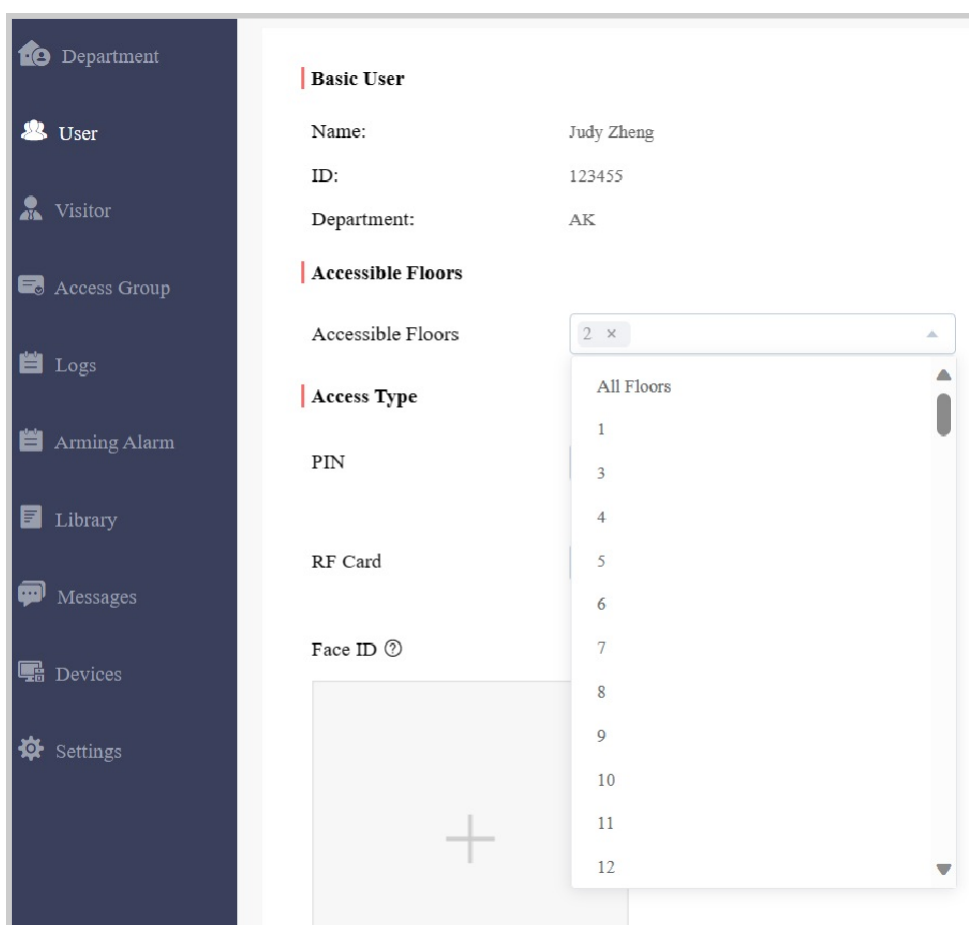 Department
User
Visitor
Access Group
Logs
Arming Alarm
Library
Messages
Devices
Settings
Basic User
Name: Judy Zheng
ID: 123455
Department: AK
Accessible Floors
Accessible Floors 2 ×
All Floors
1
3
4
5
6
7
8
9
10
11
12
Access Type
PIN
RF Card
Face ID ?